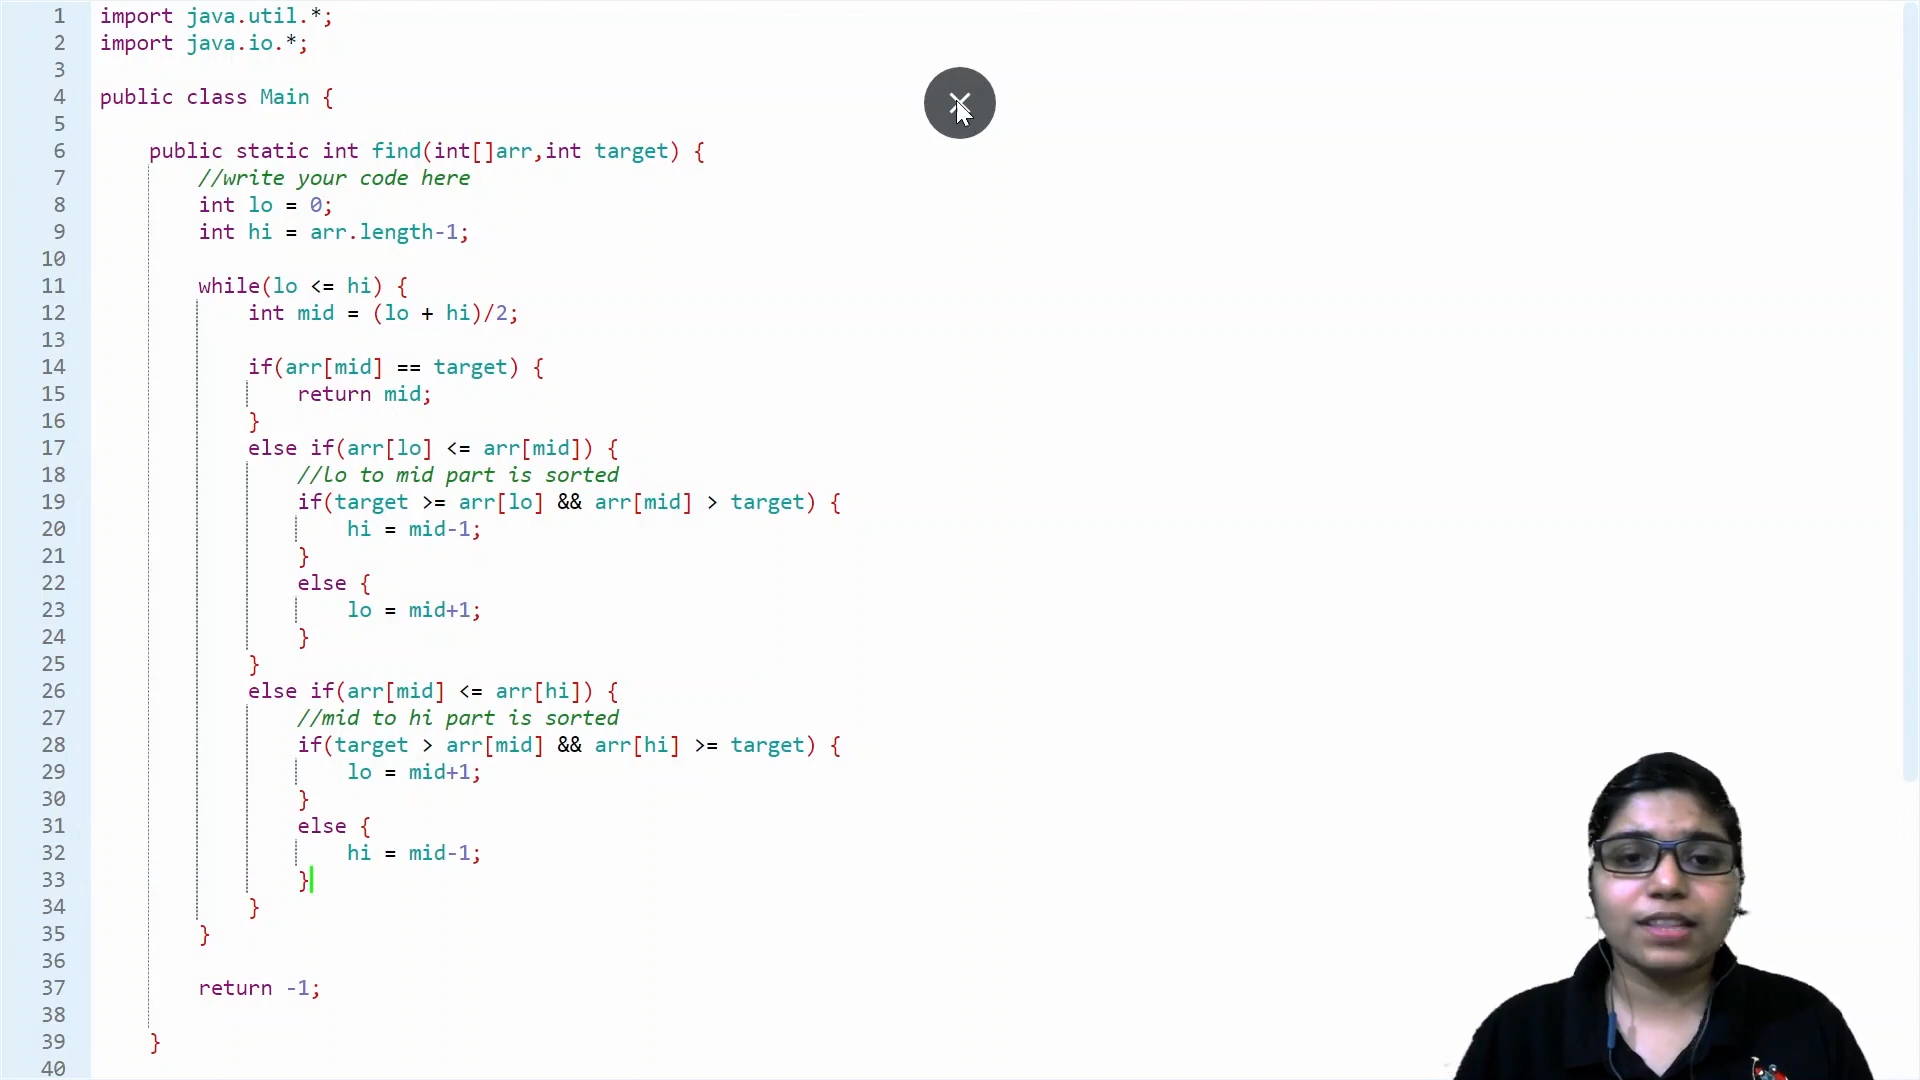 1 import java.util.*;
2 import java.io.*;
3
4 public class Main {
5
6 public static int find(int[]arr,int target) {
7 //write your code here
8 int lo = 0;
9 int hi = arr.length-1;
10
11 while(lo <= hi) {
12 int mid = (lo + hi)/2;
13
14 if(arr[mid] == target) {
15 return mid;
16 }
17 else if(arr[lo] <= arr[mid]) {
18 //lo to mid part is sorted
19 if(target >= arr[lo] && arr[mid] > target) {
20 hi = mid-1;
21 }
22 else {
23 lo = mid+1;
24 }
25 }
26 else if(arr[mid] <= arr[hi]) {
27 //mid to hi part is sorted
28 if(target > arr[mid] && arr[hi] >= target) {
29 lo = mid+1;
30 }
31 else {
32 hi = mid-1;
33 }
34 }
35 }
36
37 return -1;
38
39 }
40